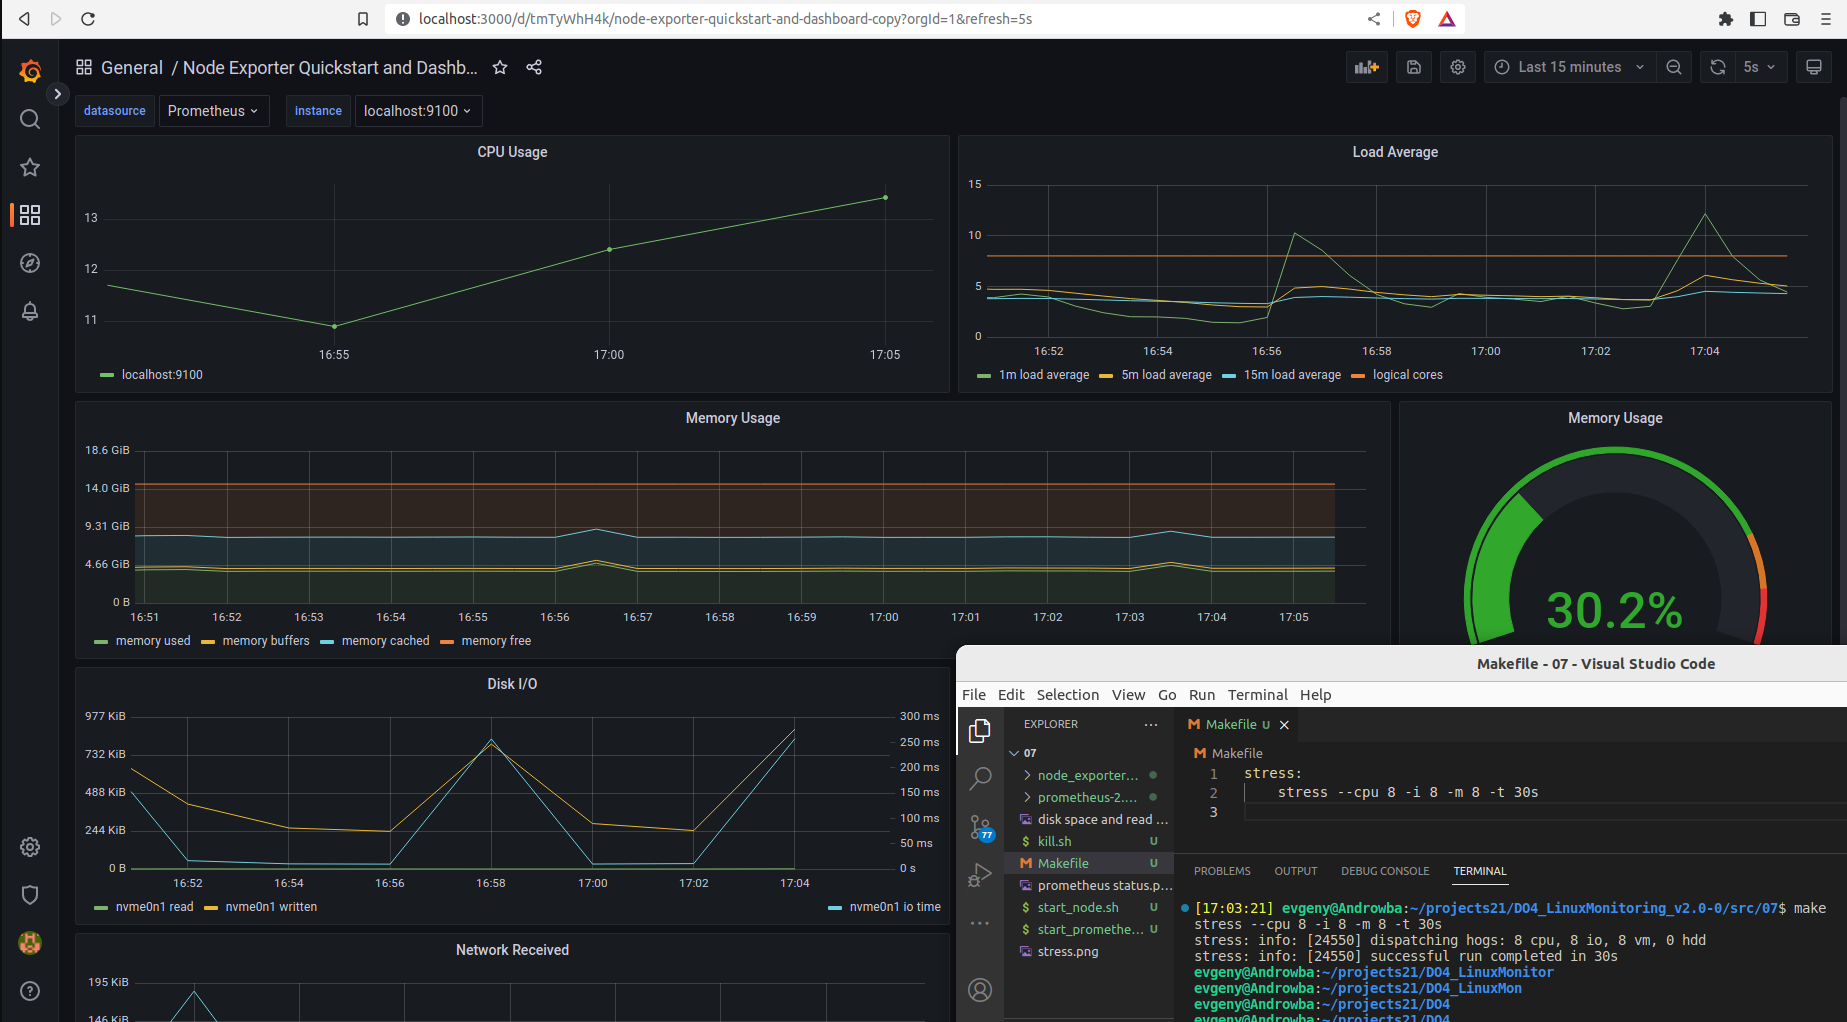 localhost:3000/d/tmTyWhH4k/node-exporter-quickstart-and-dashboard-copy?orgId=1&refresh=5s
General / Node Exporter Quickstart and Dashb...
Last 15 minutes
5s
datasource Prometheus instance localhost:9100
CPU Usage
13
12
11
16:55 17:00 17:05
localhost:9100
Load Average
15
10
5
0
16:52 16:54 16:56 16:58 17:00 17:02 17:04
1m load average 5m load average 15m load average logical cores
Memory Usage
18.6 GiB
14.0 GiB
9.31 GiB
4.66 GiB
0 B
16:51 16:52 16:53 16:54 16:55 16:56 16:57 16:58 16:59 17:00 17:01 17:02 17:03 17:04 17:05
memory used memory buffers memory cached memory free
Memory Usage
30.2%
Disk I/O
977 KiB
732 KiB
488 KiB
244 KiB
0 B
300 ms
250 ms
200 ms
150 ms
100 ms
50 ms
0 s
16:52 16:54 16:56 16:58 17:00 17:02 17:04
nvme0n1 read nvme0n1 written nvme0n1 io time
Network Received
195 KiB
146 KiB
Makefile - 07 - Visual Studio Code
File Edit Selection View Go Run Terminal Help
EXPLORER ...
07
node_exporter...
prometheus-2....
disk space and read ...
kill.sh U
Makefile U
prometheus status.p...
start_node.sh U
start_promethe... U
stress.png
77
M Makefile U
M Makefile
1 stress:
2 stress --cpu 8 -i 8 -m 8 -t 30s
3
PROBLEMS OUTPUT DEBUG CONSOLE TERMINAL
[17:03:21] evgeny@Androwba:~/projects21/DO4_LinuxMonitoring_v2.0-0/src/07$ make
stress --cpu 8 -i 8 -m 8 -t 30s
stress: info: [24550] dispatching hogs: 8 cpu, 8 io, 8 vm, 0 hdd
stress: info: [24550] successful run completed in 30s
evgeny@Androwba:~/projects21/DO4_LinuxMonitor
evgeny@Androwba:~/projects21/DO4_LinuxMon
evgeny@Androwba:~/projects21/DO4
evgeny@Androwba:~/projects21/DO4